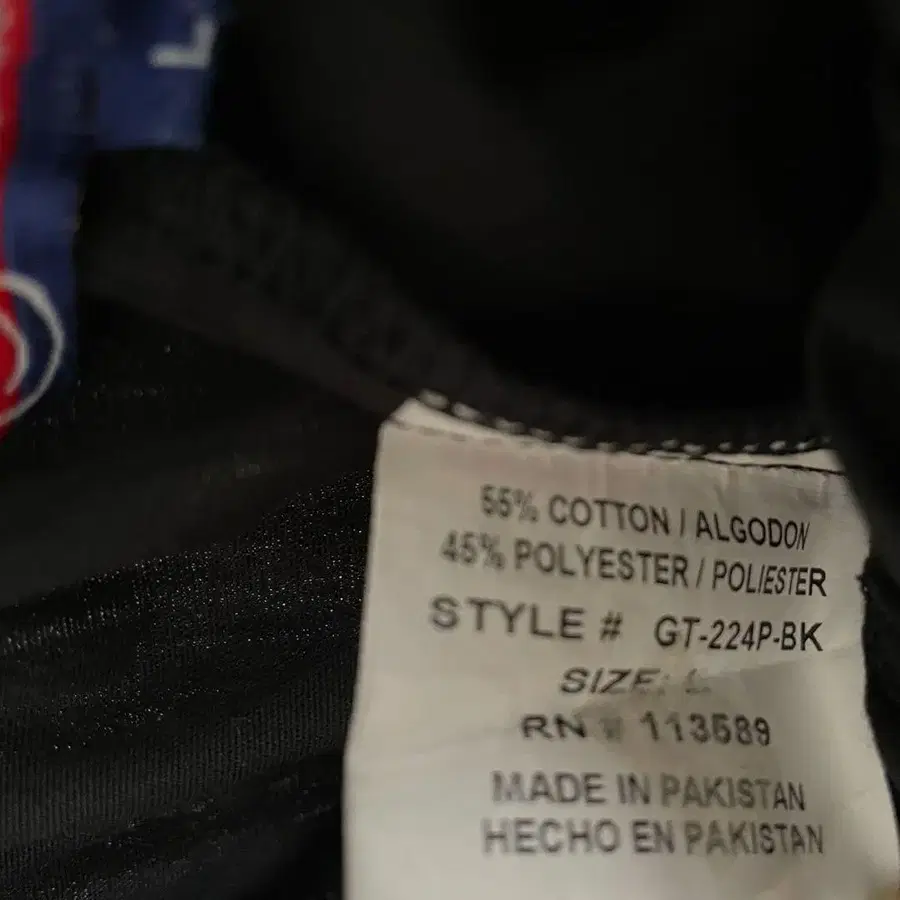 L
55% COTTON / ALGODON
45% POLYESTER / POLIESTER
STYLE # GT-224P-BK
SIZE: L
RN # 113589
MADE IN PAKISTAN
HECHO EN PAKISTAN